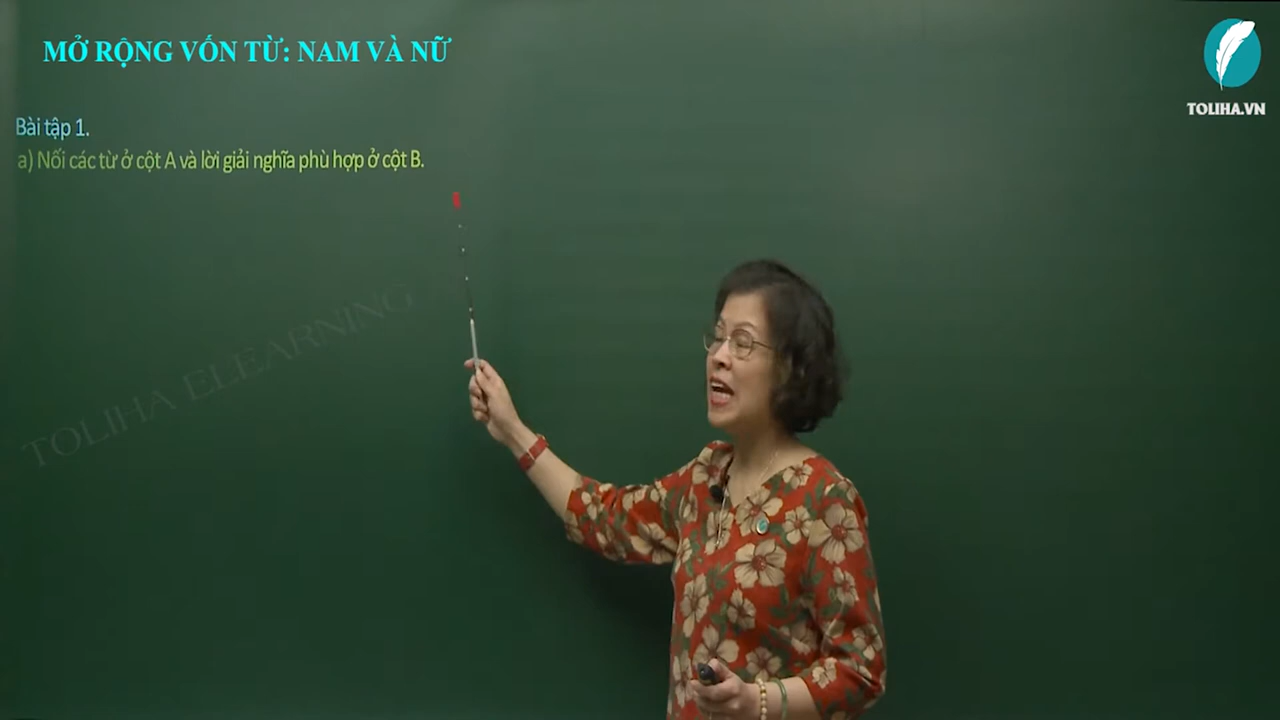 MỞ RỘNG VỐN TỪ: NAM VÀ NỮ
TOLIHA.VN
Bài tập 1.
a) Nối các từ ở cột A và lời giải nghĩa phù hợp ở cột B.
TOLIHA ELEARNING